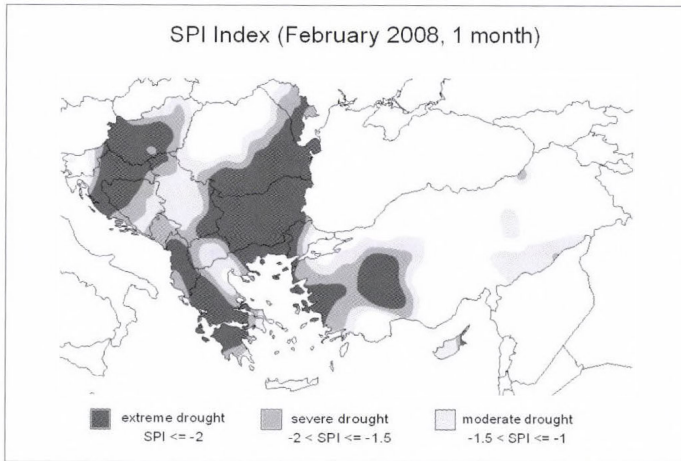 SPI Index (February 2008, 1 month)
extreme drought
SPI <= -2
severe drought
-2 < SPI <= -1.5
moderate drought
-1.5 < SPI <= -1